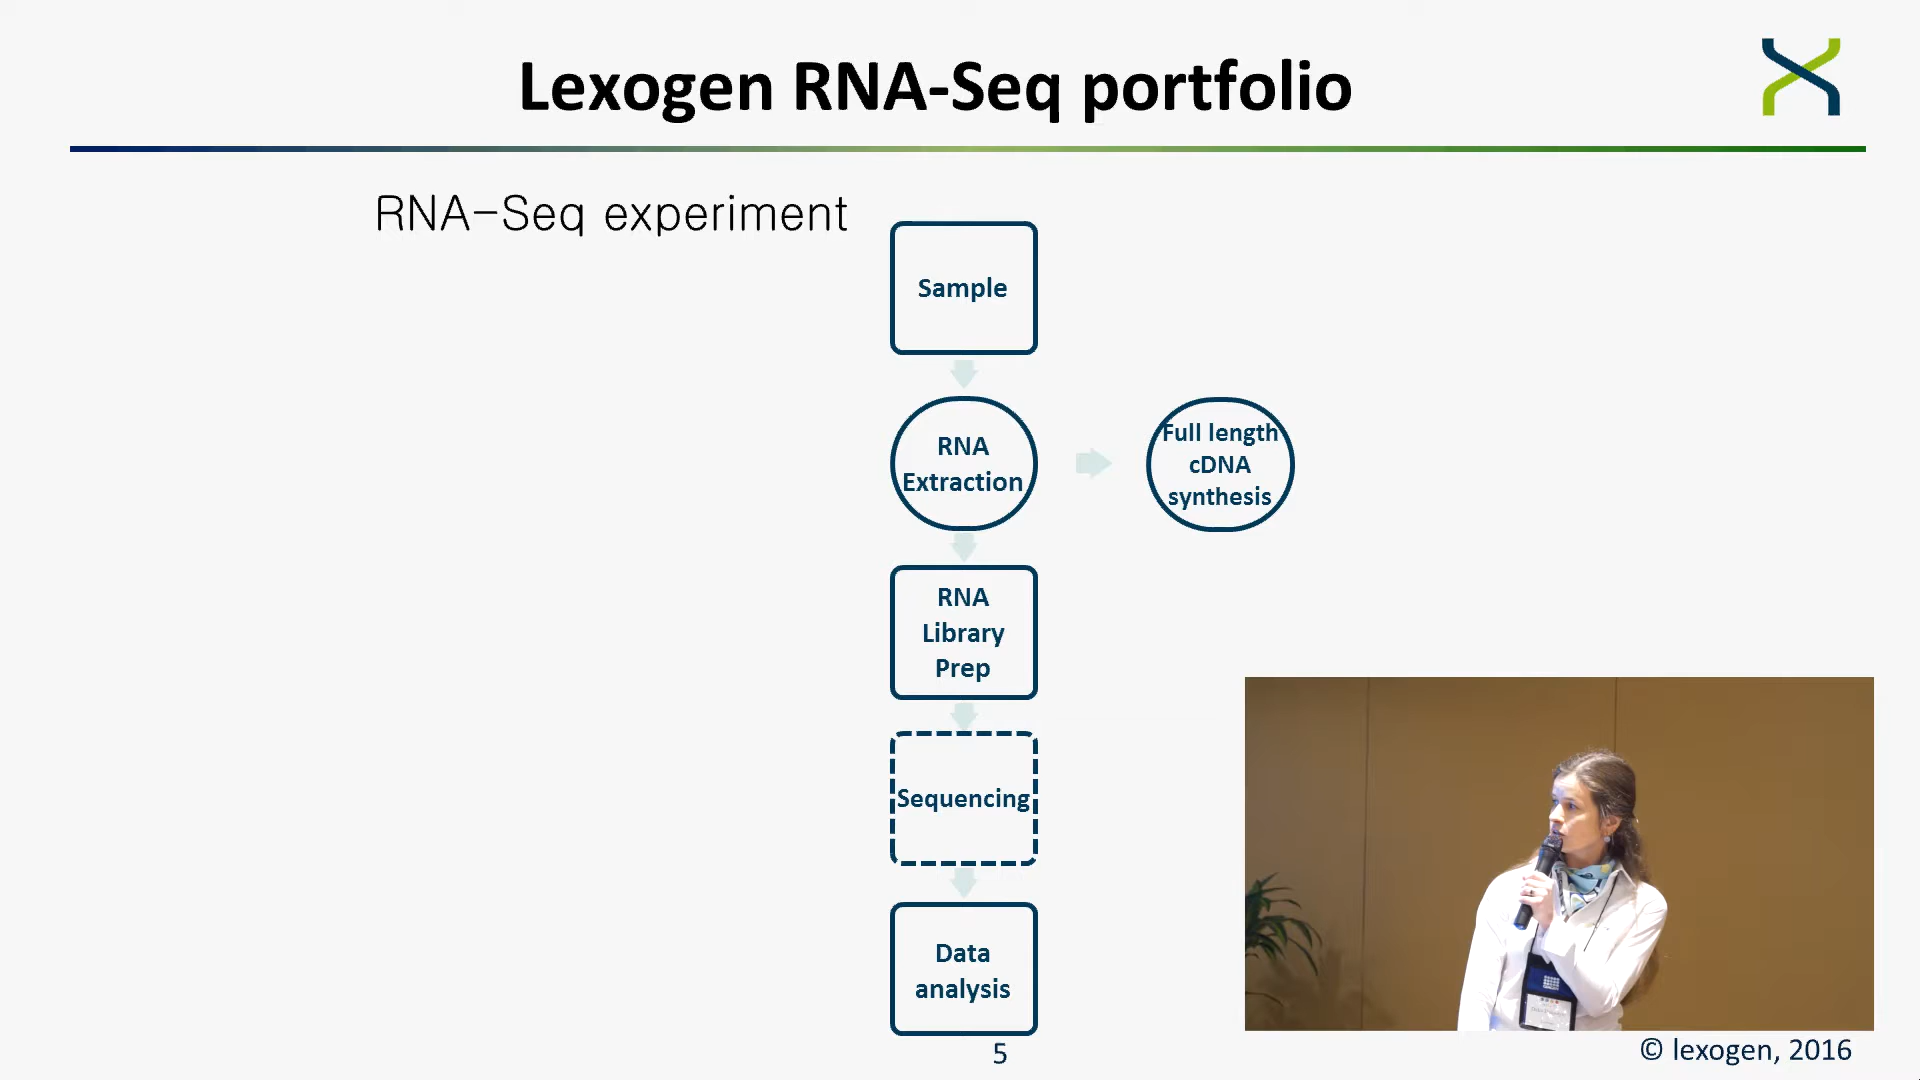 Lexogen RNA-Seq portfolio
RNA-Seq experiment
Sample
RNA
Extraction
Full length
cDNA
synthesis
RNA
Library
Prep
Sequencing
Data
analysis
5
© lexogen, 2016